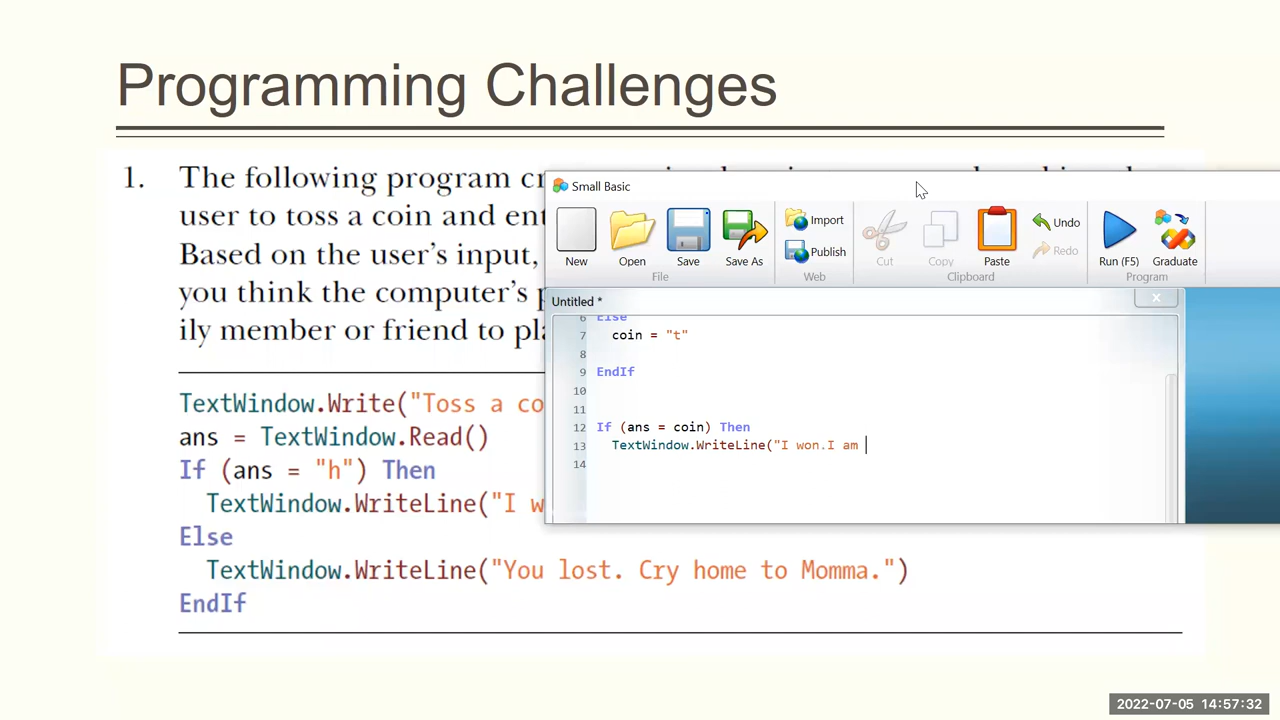 Programming Challenges
1. The following program cr
user to toss a coin and ent
Based on the user's input,
you think the computer's p
ily member or friend to pla
TextWindow.Write("Toss a co
ans = TextWindow.Read()
If (ans = "h") Then
TextWindow.WriteLine("I w
Else
TextWindow.WriteLine("You lost. Cry home to Momma.")
EndIf
Small Basic
New
Open
Save
Save As
File
Import
Publish
Web
Cut
Copy
Paste
Clipboard
Undo
Redo
Run (F5)
Graduate
Program
Untitled *
6 Else
7 coin = "t"
8
9 EndIf
10
11
12 If (ans = coin) Then
13 TextWindow.WriteLine("I won.I am
14
2022-07-05 14:57:32